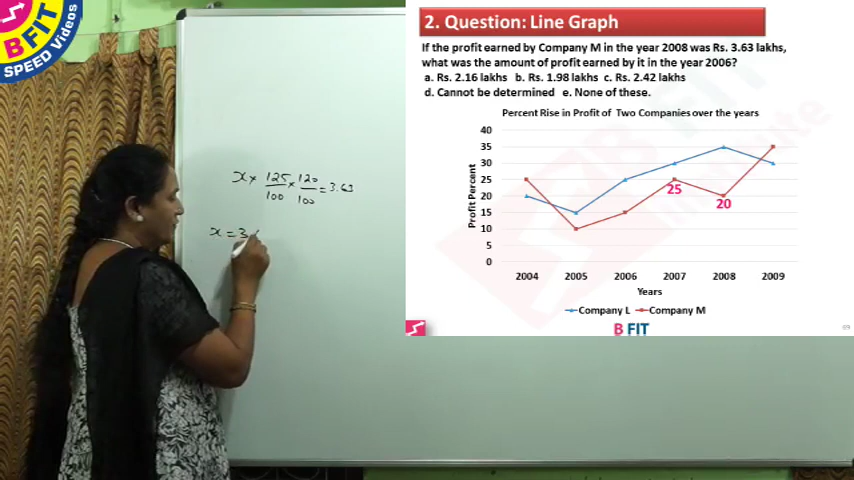 BFIT
SPEED Videos
2. Question: Line Graph
If the profit earned by Company M in the year 2008 was Rs. 3.63 lakhs,
what was the amount of profit earned by it in the year 2006?
a. Rs. 2.16 lakhs b. Rs. 1.98 lakhs c. Rs. 2.42 lakhs
d. Cannot be determined e. None of these.
Percent Rise in Profit of Two Companies over the years
Profit Percent
40
35
30
25
20
15
10
5
0
25
20
2004 2005 2006 2007 2008 2009
Years
Company L Company M
B FIT
x × 125/100 × 120/100 = 3.63
x = 3.